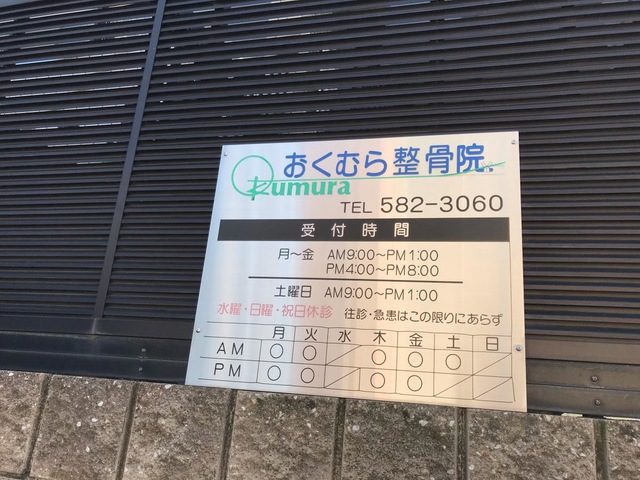 おくむら整骨院
Okumura
TEL 582-3060
受付時間
月~金 AM9:00~PM1:00
PM4:00~PM8:00
土曜日 AM9:00~PM1:00
水曜・日曜・祝日休診 往診・急患はこの限りにあらず
月 火 水 木 金 土 日
AM ○ ○ ／ ○ ○ ○ ／
PM ○ ○ ／ ○ ○ ／ ／